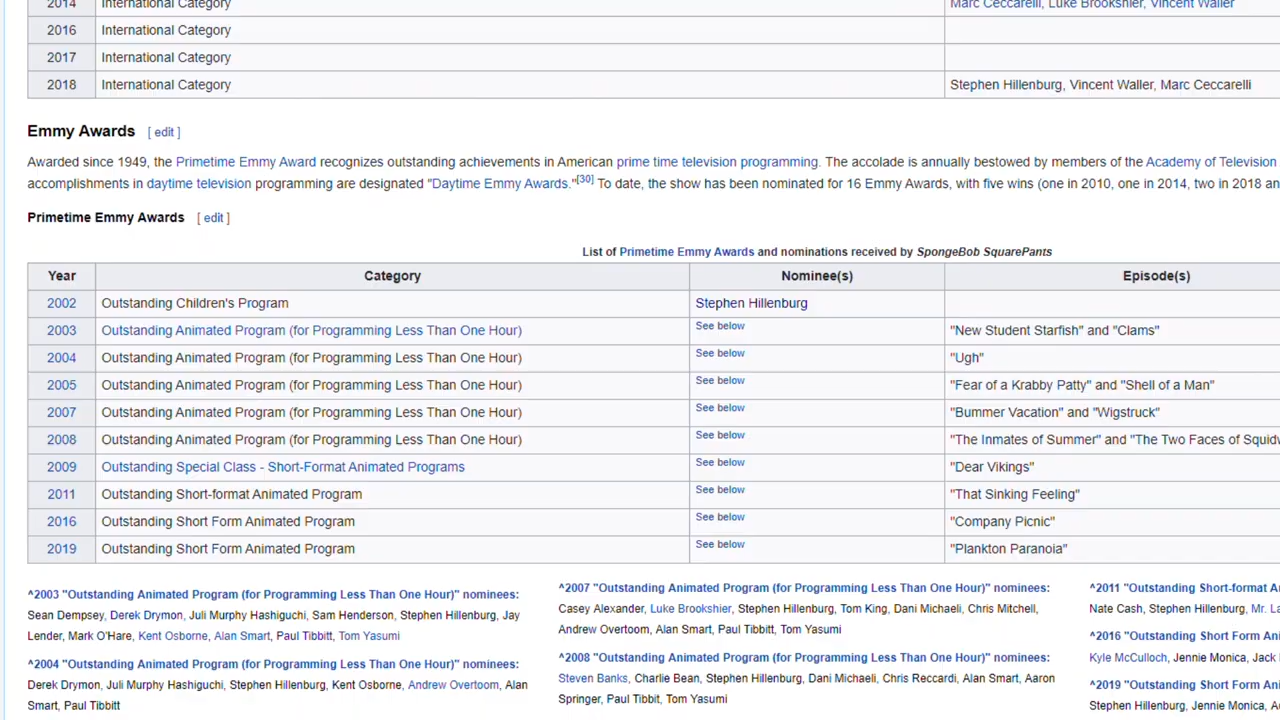 2014 International Category Marc Ceccarelli, Luke Brookshier, Vincent Waller
2016 International Category
2017 International Category
2018 International Category Stephen Hillenburg, Vincent Waller, Marc Ceccarelli
Emmy Awards [ edit ]
Awarded since 1949, the Primetime Emmy Award recognizes outstanding achievements in American prime time television programming. The accolade is annually bestowed by members of the Academy of Television
accomplishments in daytime television programming are designated "Daytime Emmy Awards."[30] To date, the show has been nominated for 16 Emmy Awards, with five wins (one in 2010, one in 2014, two in 2018 an
Primetime Emmy Awards [ edit ]
List of Primetime Emmy Awards and nominations received by SpongeBob SquarePants
Year Category Nominee(s) Episode(s)
2002 Outstanding Children's Program Stephen Hillenburg
2003 Outstanding Animated Program (for Programming Less Than One Hour) See below "New Student Starfish" and "Clams"
2004 Outstanding Animated Program (for Programming Less Than One Hour) See below "Ugh"
2005 Outstanding Animated Program (for Programming Less Than One Hour) See below "Fear of a Krabby Patty" and "Shell of a Man"
2007 Outstanding Animated Program (for Programming Less Than One Hour) See below "Bummer Vacation" and "Wigstruck"
2008 Outstanding Animated Program (for Programming Less Than One Hour) See below "The Inmates of Summer" and "The Two Faces of Squidw
2009 Outstanding Special Class - Short-Format Animated Programs See below "Dear Vikings"
2011 Outstanding Short-format Animated Program See below "That Sinking Feeling"
2016 Outstanding Short Form Animated Program See below "Company Picnic"
2019 Outstanding Short Form Animated Program See below "Plankton Paranoia"
^2003 "Outstanding Animated Program (for Programming Less Than One Hour)" nominees:
Sean Dempsey, Derek Drymon, Juli Murphy Hashiguchi, Sam Henderson, Stephen Hillenburg, Jay
Lender, Mark O'Hare, Kent Osborne, Alan Smart, Paul Tibbitt, Tom Yasumi
^2004 "Outstanding Animated Program (for Programming Less Than One Hour)" nominees:
Derek Drymon, Juli Murphy Hashiguchi, Stephen Hillenburg, Kent Osborne, Andrew Overtoom, Alan
Smart, Paul Tibbitt
^2007 "Outstanding Animated Program (for Programming Less Than One Hour)" nominees:
Casey Alexander, Luke Brookshier, Stephen Hillenburg, Tom King, Dani Michaeli, Chris Mitchell,
Andrew Overtoom, Alan Smart, Paul Tibbitt, Tom Yasumi
^2008 "Outstanding Animated Program (for Programming Less Than One Hour)" nominees:
Steven Banks, Charlie Bean, Stephen Hillenburg, Dani Michaeli, Chris Reccardi, Alan Smart, Aaron
Springer, Paul Tibbit, Tom Yasumi
^2011 "Outstanding Short-format A
Nate Cash, Stephen Hillenburg, Mr. La
^2016 "Outstanding Short Form Ani
Kyle McCulloch, Jennie Monica, Jack
^2019 "Outstanding Short Form Ani
Stephen Hillenburg, Jennie Monica, A